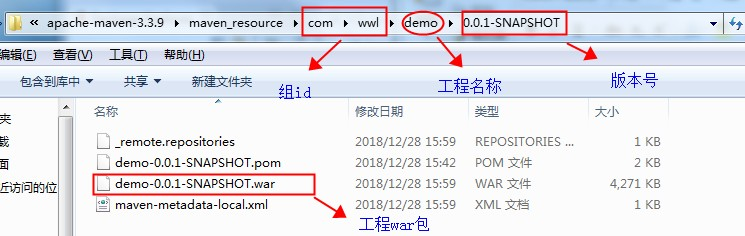 « apache-maven-3.3.9 ▸ maven_resource ▸ com ▸ wwl ▸ demo ▸ 0.0.1-SNAPSHOT
编辑(E) 查看(V) 工具(T) 帮助(H)
包含到库中 共享 新建文件夹
组id 工程名称 版本号
名称 修改日期 类型 大小
_remote.repositories 2018/12/28 15:59 REPOSITORIES ... 1 KB
demo-0.0.1-SNAPSHOT.pom 2018/12/28 15:42 POM 文件 2 KB
demo-0.0.1-SNAPSHOT.war 2018/12/28 15:59 WAR 文件 4,271 KB
maven-metadata-local.xml 2018/12/28 15:59 XML 文档 1 KB
工程war包
夹
载
面
近访问的位